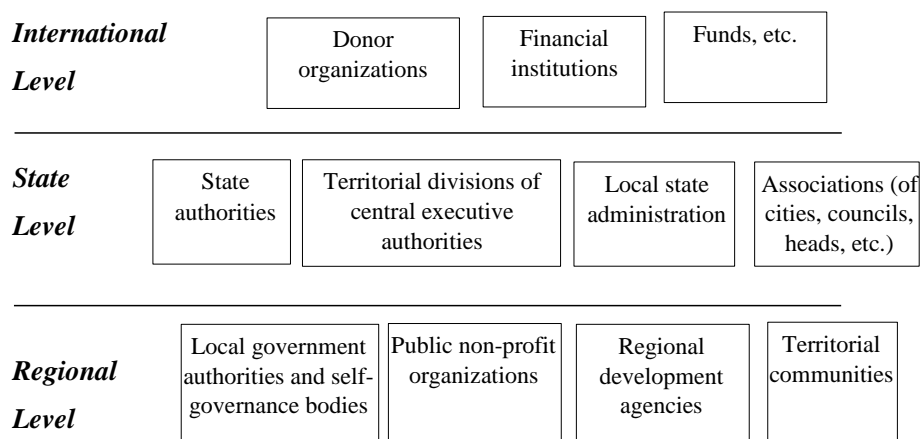 International
Level
Donor
organizations
Financial
institutions
Funds, etc.
State
Level
State
authorities
Territorial divisions of
central executive
authorities
Local state
administration
Associations (of
cities, councils,
heads, etc.)
Regional
Level
Local government
authorities and self-
governance bodies
Public non-profit
organizations
Regional
development
agencies
Territorial
communities